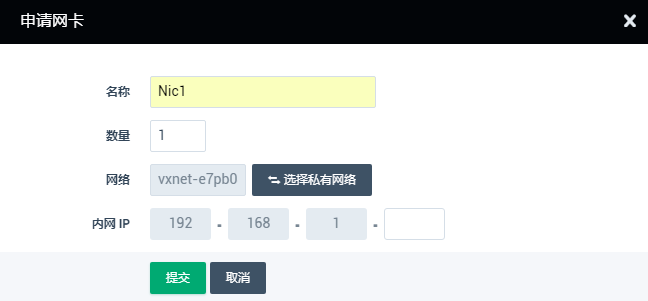 申请网卡
名称 Nic1
数量 1
网络 vxnet-e7pb0 选择私有网络
内网 IP 192 - 168 - 1 -
提交 取消